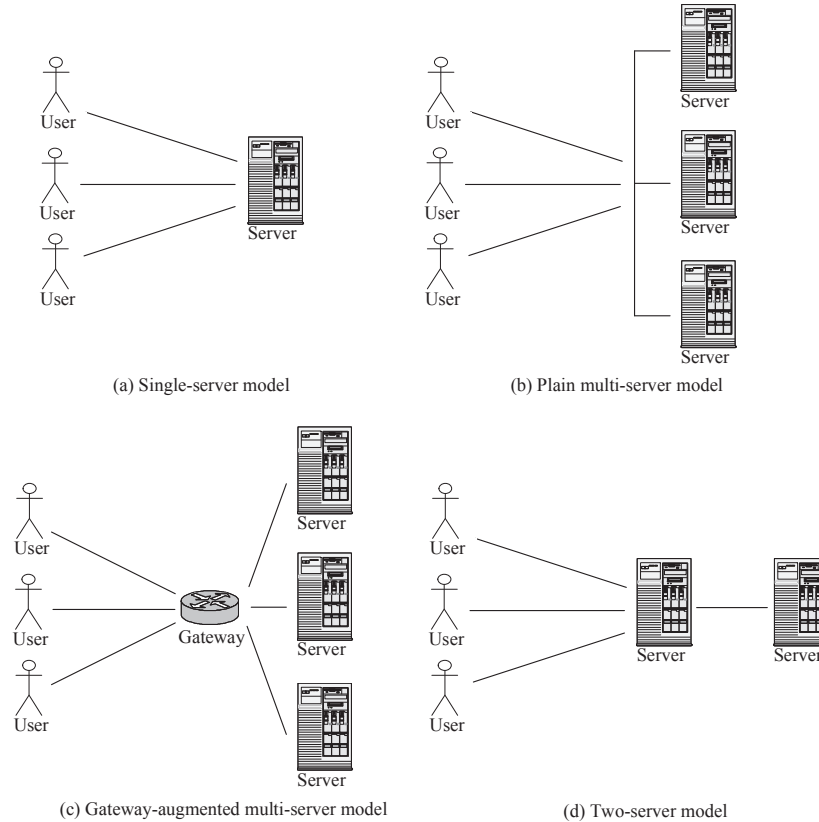 User
User
User
Server
(a) Single-server model
User
User
User
Server
Server
Server
(b) Plain multi-server model
User
User
User
Gateway
Server
Server
Server
(c) Gateway-augmented multi-server model
User
User
User
Server
Server
(d) Two-server model